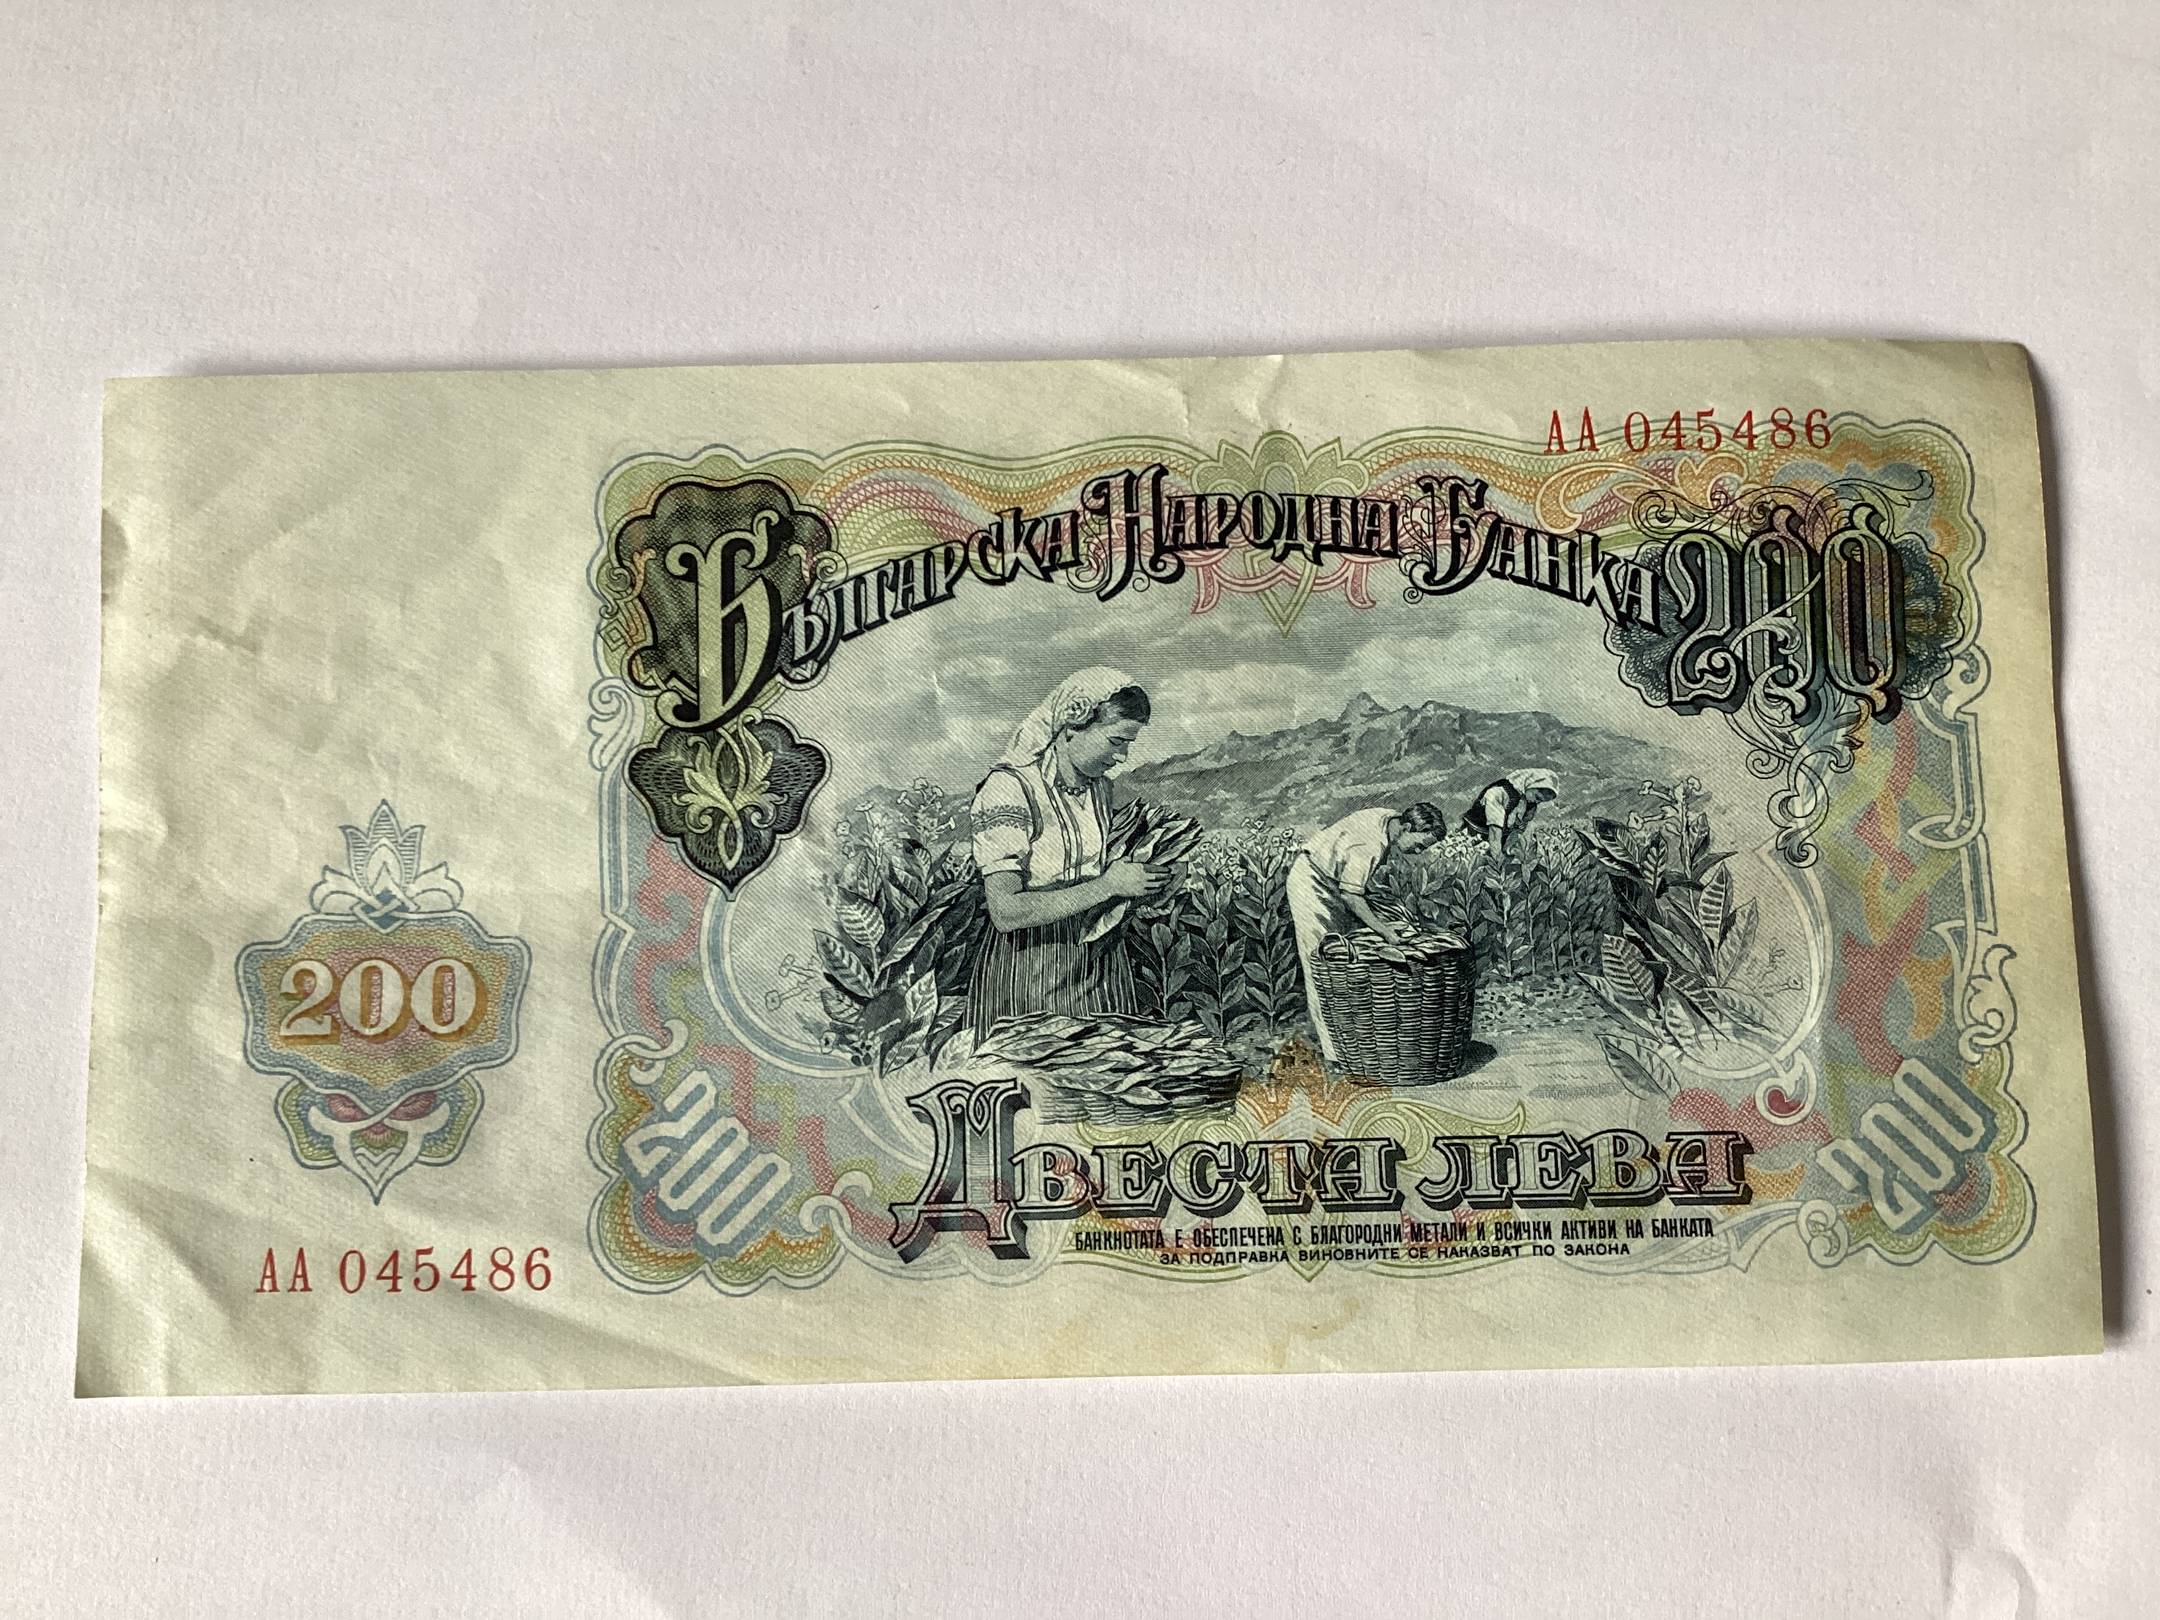 АА 045486
Българска Народна Банка 200
200
200 200
Двеста лева
БАНКНОТАТА Е ОБЕСПЕЧЕНА С БЛАГОРОДНИ МЕТАЛИ И ВСИЧКИ АКТИВИ НА БАНКАТА
ЗА ПОДПРАВКА ВИНОВНИТЕ СЕ НАКАЗВАТ ПО ЗАКОНА
АА 045486